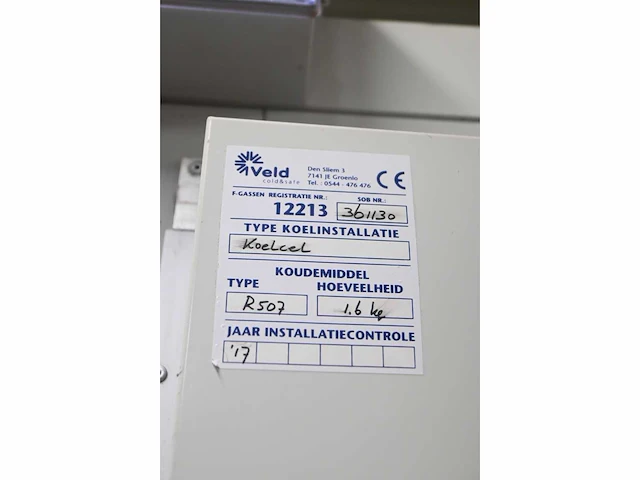 Veld
cold&safe
Den Sliem 3
7141 JE Groenlo
Tel.: 0544 - 476 476
CE
F-GASSEN REGISTRATIE NR.: SOB NR.:
12213 361130
TYPE KOELINSTALLATIE
Koelcel
KOUDEMIDDEL
TYPE HOEVEELHEID
R507 1.6 kg
JAAR INSTALLATIECONTROLE
'17